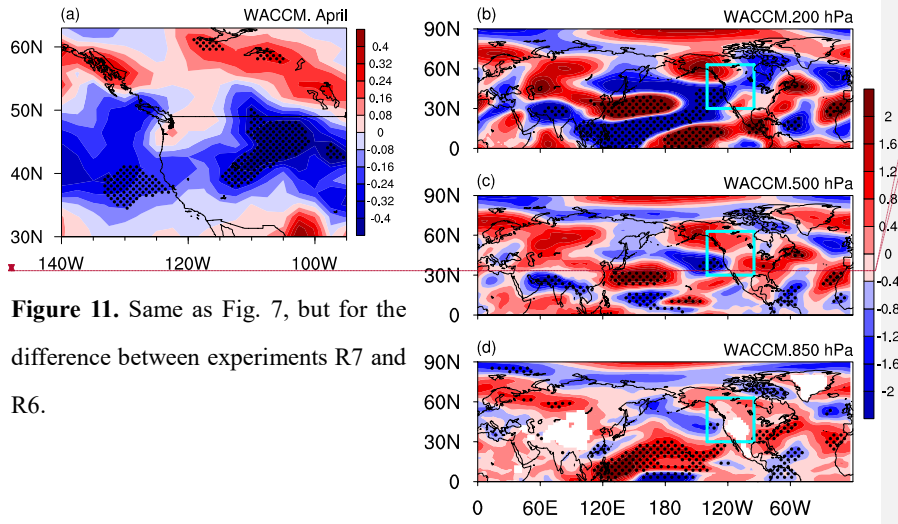 (a) WACCM. April
60N
50N
40N
30N
140W 120W 100W
0.4
0.32
0.24
0.16
0.08
0
-0.08
-0.16
-0.24
-0.32
-0.4
Figure 11. Same as Fig. 7, but for the
difference between experiments R7 and
R6.
(b) WACCM.200 hPa
90N
60N
30N
0
(c) WACCM.500 hPa
90N
60N
30N
0
(d) WACCM.850 hPa
90N
60N
30N
0
0 60E 120E 180 120W 60W
2
1.6
1.2
0.8
0.4
0
-0.4
-0.8
-1.2
-1.6
-2